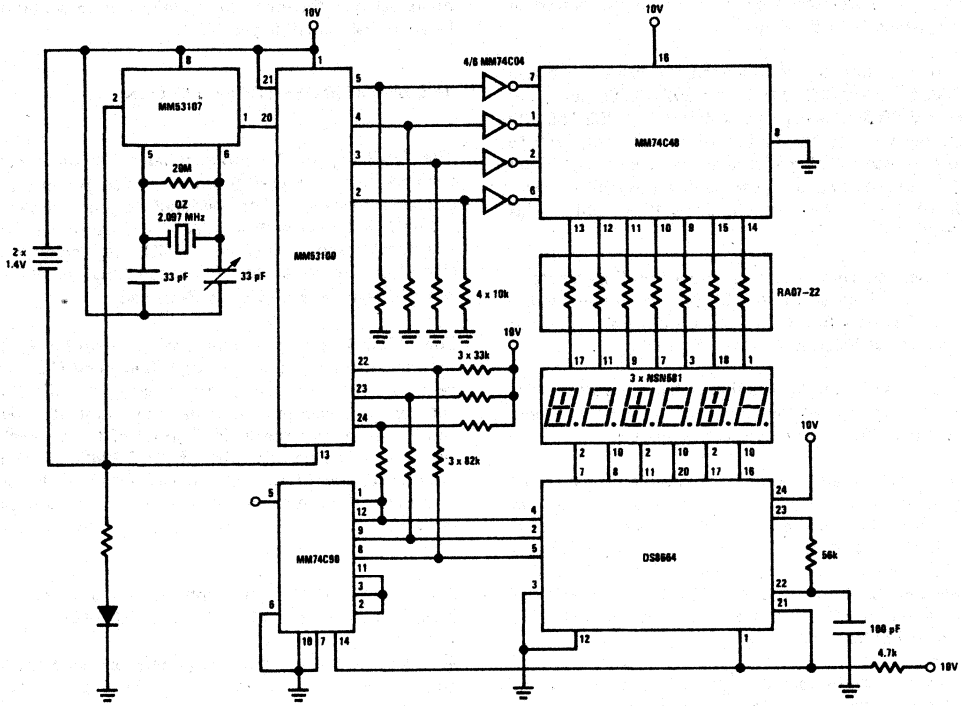 10V
10V
8
1
16
21
4/6 MM74C04
2
MM53107
5
7
1
20
4
1
MM74C48
8
5
6
3
2
20M
2
6
QZ
2.097 MHz
13
12
11
10
9
15
14
2 x
1.4V
MM53100
33 pF
33 pF
4 x 10k
RA07-22
10V
22
3 x 33k
17
11
9
7
3
18
1
23
3 x NSN581
24
10V
13
3 x 82k
2
10
2
10
2
10
7
8
11
20
17
16
24
5
1
12
4
23
9
2
MM74C90
8
5
DS8664
56k
11
3
3
22
6
2
21
100 pF
10
7
14
12
1
4.7k
10V